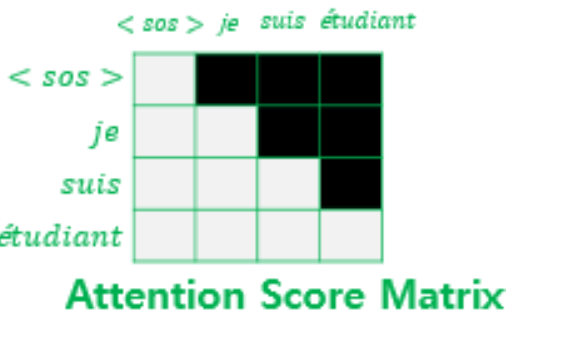 < sos > je suis étudiant
< sos >
je
suis
étudiant
Attention Score Matrix